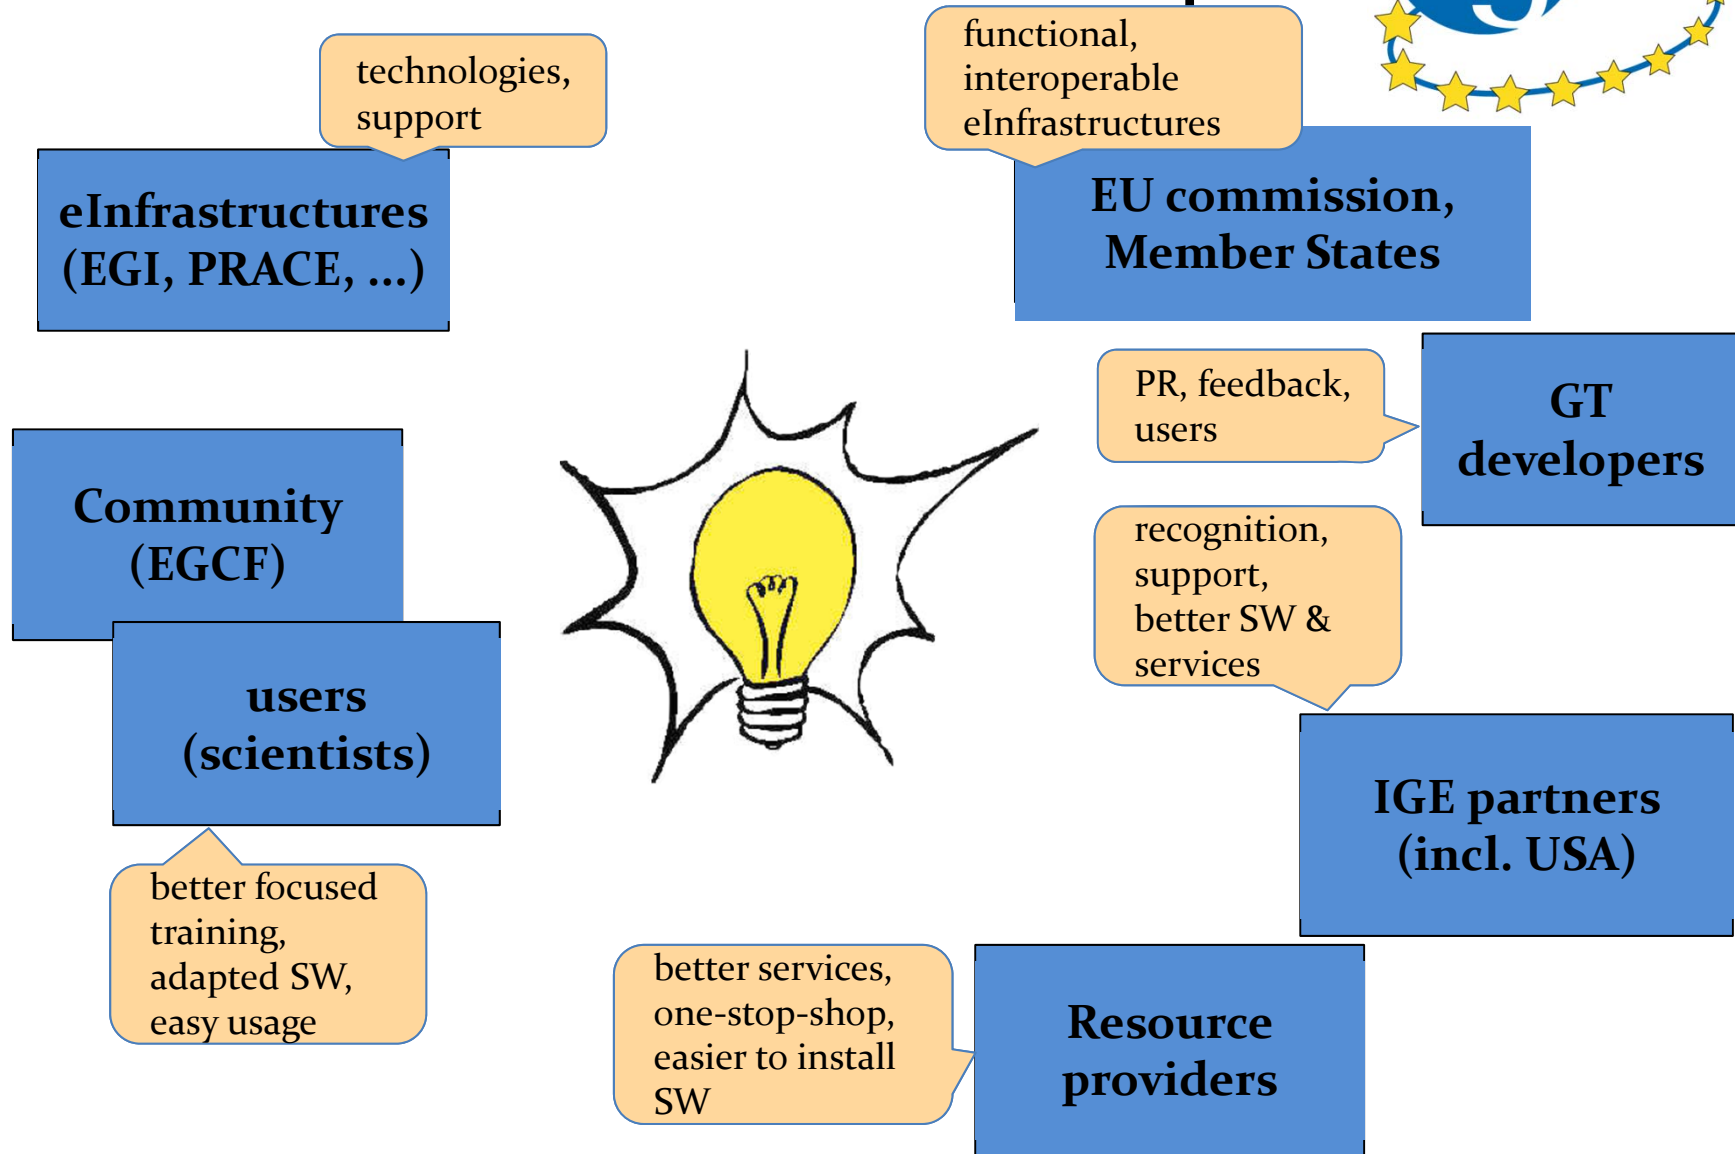 technologies,
support
eInfrastructures
(EGI, PRACE, ...)
functional,
interoperable
eInfrastructures
EU commission,
Member States
PR, feedback,
users
GT
developers
Community
(EGCF)
users
(scientists)
better focused
training,
adapted SW,
easy usage
recognition,
support,
better SW &
services
IGE partners
(incl. USA)
better services,
one-stop-shop,
easier to install
SW
Resource
providers